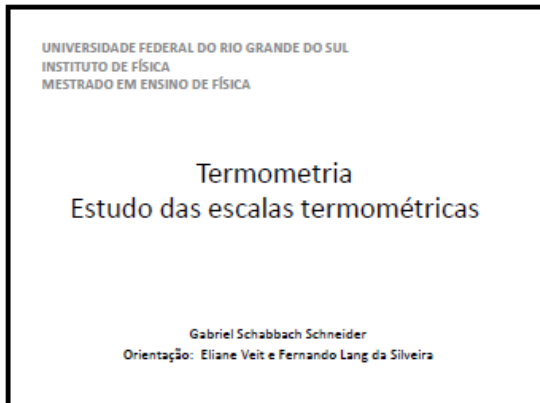 UNIVERSIDADE FEDERAL DO RIO GRANDE DO SUL
INSTITUTO DE FÍSICA
MESTRADO EM ENSINO DE FÍSICA
Termometria
Estudo das escalas termométricas
Gabriel Schabbach Schneider
Orientação: Eliane Veit e Fernando Lang da Silveira